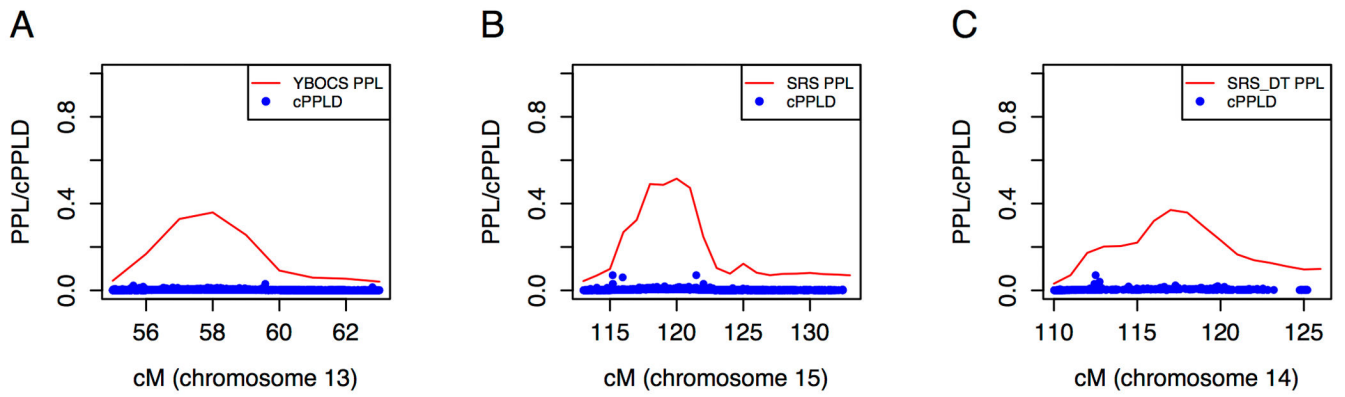 A
YBOCS PPL
cPPLD
PPL/cPPLD
0.0
0.4
0.8
56
58
60
62
cM (chromosome 13)
B
SRS PPL
cPPLD
PPL/cPPLD
0.0
0.4
0.8
115
120
125
130
cM (chromosome 15)
C
SRS_DT PPL
cPPLD
PPL/cPPLD
0.0
0.4
0.8
110
115
120
125
cM (chromosome 14)